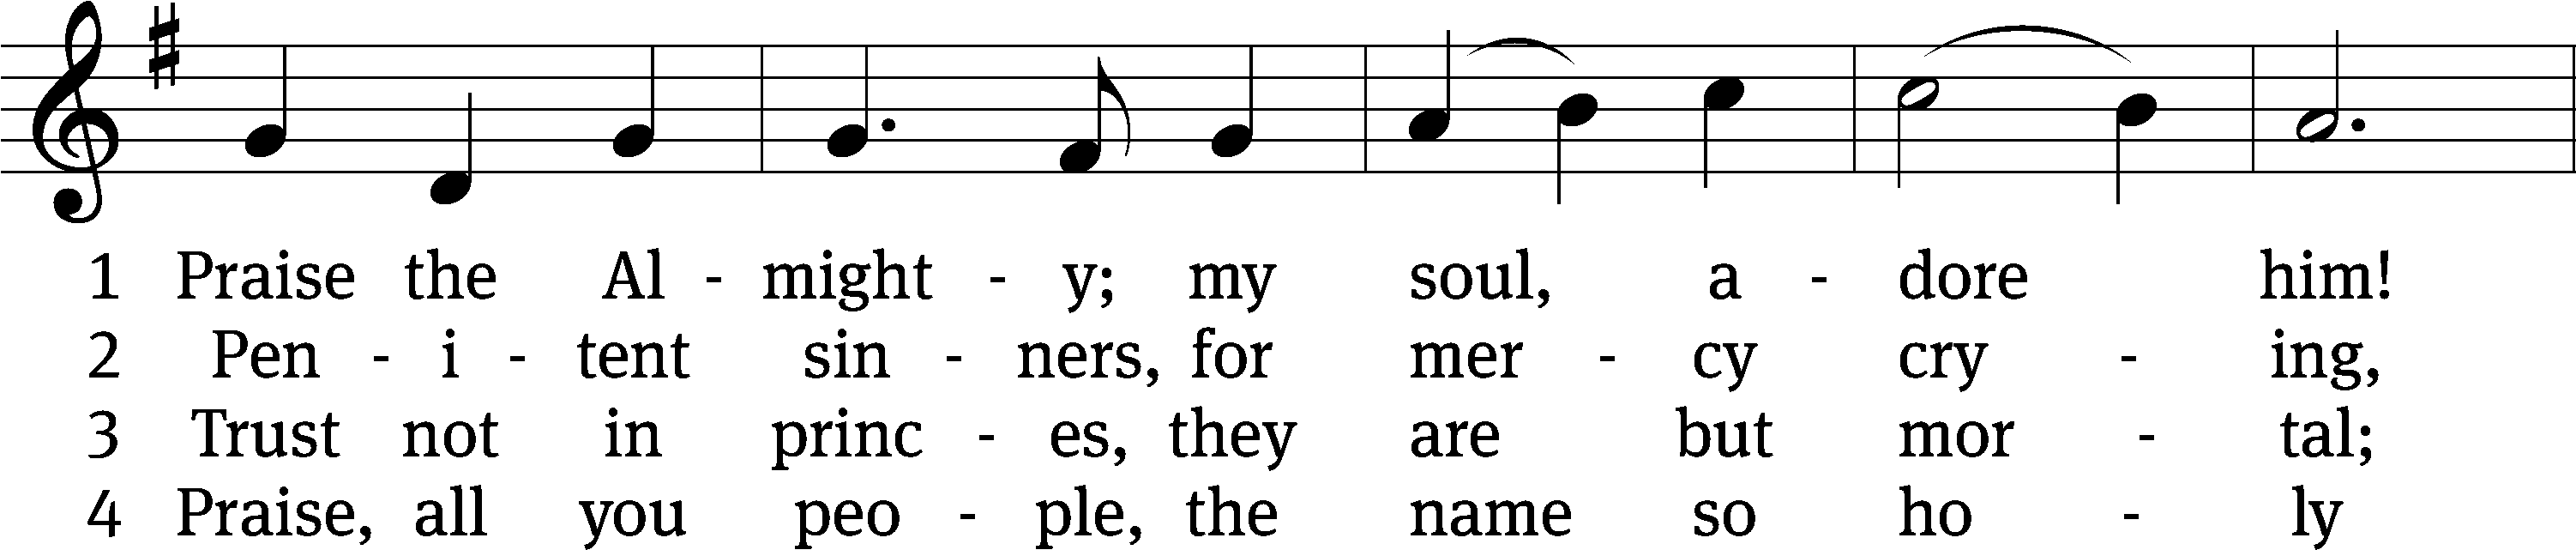 1 Praise the Al - might - y; my soul, a - dore him!
2 Pen - i - tent sin - ners, for mer - cy cry - ing,
3 Trust not in princ - es, they are but mor - tal;
4 Praise, all you peo - ple, the name so ho - ly